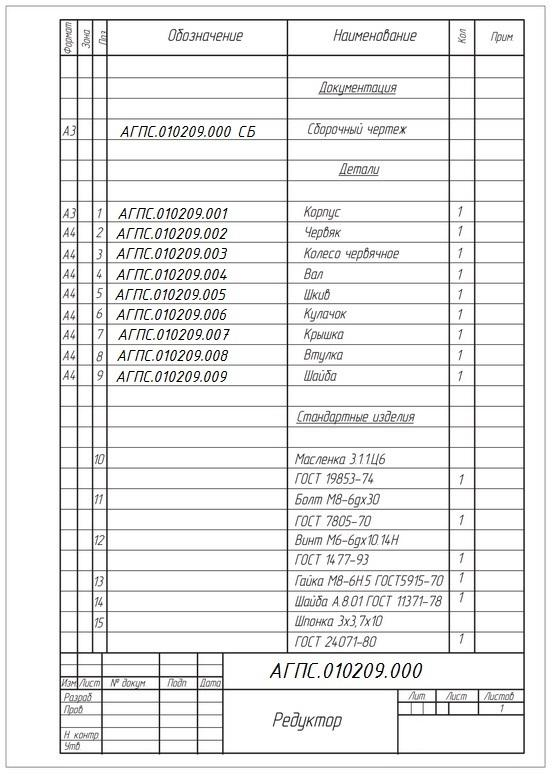 Формат Зона Поз. Обозначение Наименование Кол Прим.
Документация
А3 АГПС.010209.000 СБ Сборочный чертеж
Детали
А3 1 АГПС.010209.001 Корпус 1
А4 2 АГПС.010209.002 Червяк 1
А4 3 АГПС.010209.003 Колесо червячное 1
А4 4 АГПС.010209.004 Вал 1
А4 5 АГПС.010209.005 Шкив 1
А4 6 АГПС.010209.006 Кулачок 1
А4 7 АГПС.010209.007 Крышка 1
А4 8 АГПС.010209.008 Втулка 1
А4 9 АГПС.010209.009 Шайба 1
Стандартные изделия
10 Масленка 3.1.1.Ц6
ГОСТ 19853-74 1
11 Болт М8-6gx30
ГОСТ 7805-70 1
12 Винт М6-6gx10.14Н
ГОСТ 1477-93 1
13 Гайка М8-6Н.5 ГОСТ5915-70 1
14 Шайба А.8.01 ГОСТ 11371-78 1
15 Шпонка 3х3,7х10
ГОСТ 24071-80 1
АГПС.010209.000
Изм Лист № докум. Подп. Дата
Разраб.
Пров.
Н. контр.
Утв.
Редуктор
Лит. Лист Листов
1